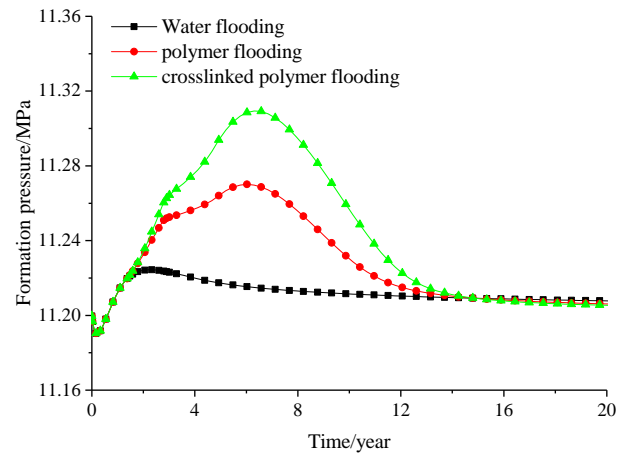 11.36
Water flooding
polymer flooding
crosslinked polymer flooding
11.32
11.28
11.24
11.20
11.16
Formation pressure/MPa
0 4 8 12 16 20
Time/year